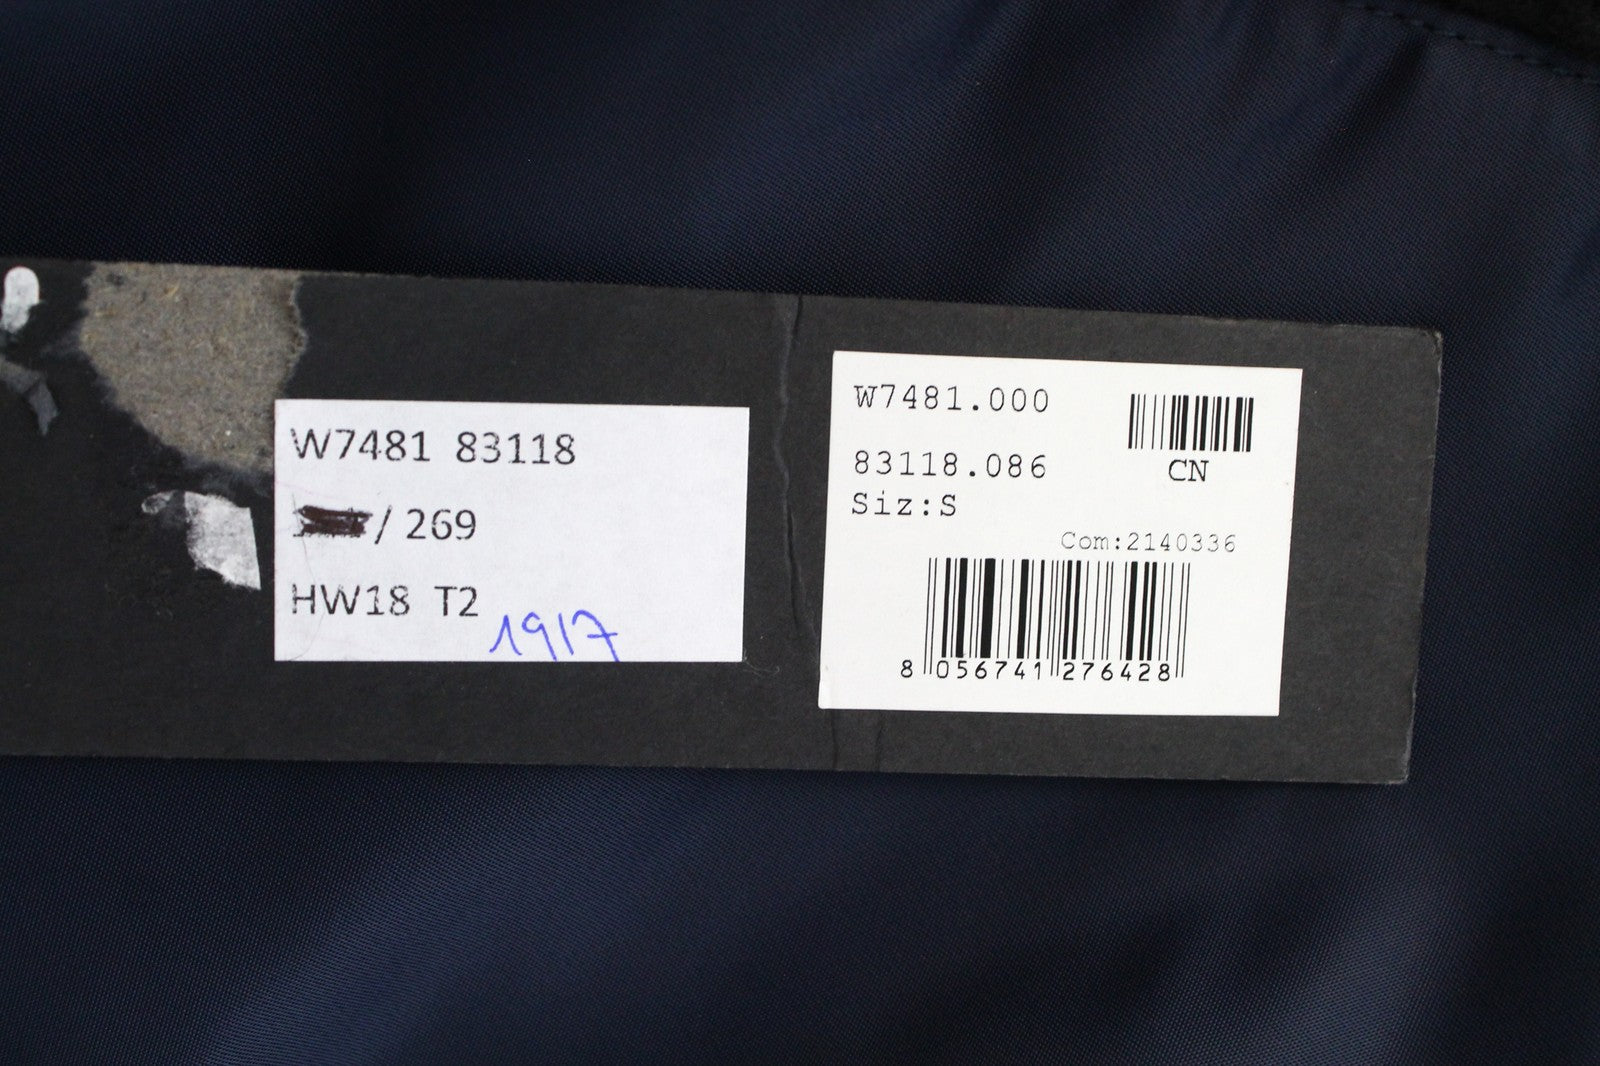 W7481 83118
/ 269
HW18 T2
1917
W7481.000
CN
83118.086
Siz:S
Com:2140336
8 056741 276428